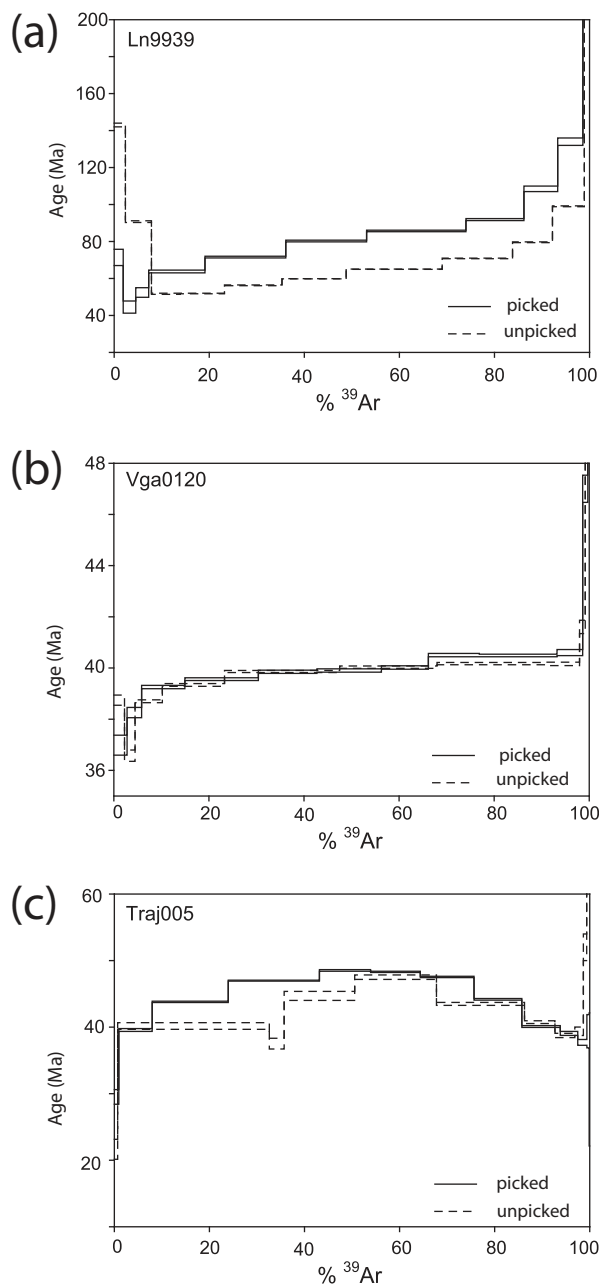 (a)
Ln9939
200
160
120
80
40
Age (Ma)
picked
unpicked
0 20 40 60 80 100
% ³⁹Ar
(b)
Vga0120
48
44
40
36
Age (Ma)
picked
unpicked
0 20 40 60 80 100
% ³⁹Ar
(c)
Traj005
60
40
20
Age (Ma)
picked
unpicked
0 20 40 60 80 100
% ³⁹Ar